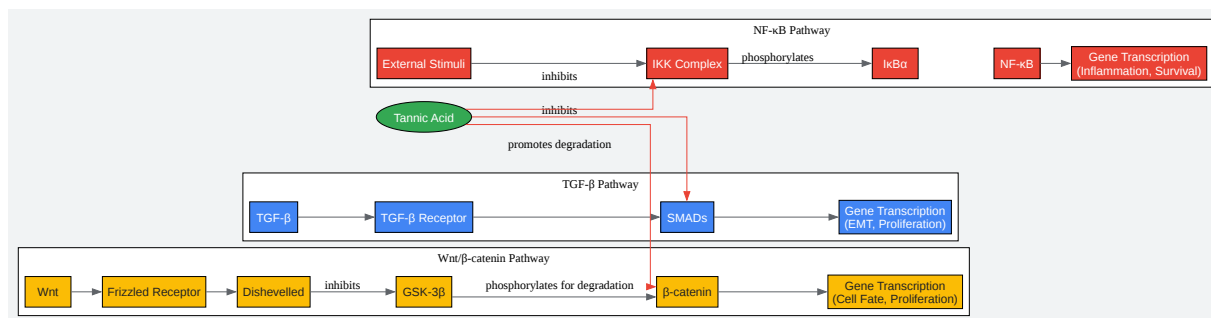 NF-κB Pathway
External Stimuli
IKK Complex
phosphorylates
IκBα
NF-κB
Gene Transcription
(Inflammation, Survival)
inhibits
Tannic Acid
inhibits
promotes degradation
TGF-β Pathway
TGF-β
TGF-β Receptor
SMADs
Gene Transcription
(EMT, Proliferation)
Wnt/β-catenin Pathway
Wnt
Frizzled Receptor
Dishevelled
inhibits
GSK-3β
phosphorylates for degradation
β-catenin
Gene Transcription
(Cell Fate, Proliferation)